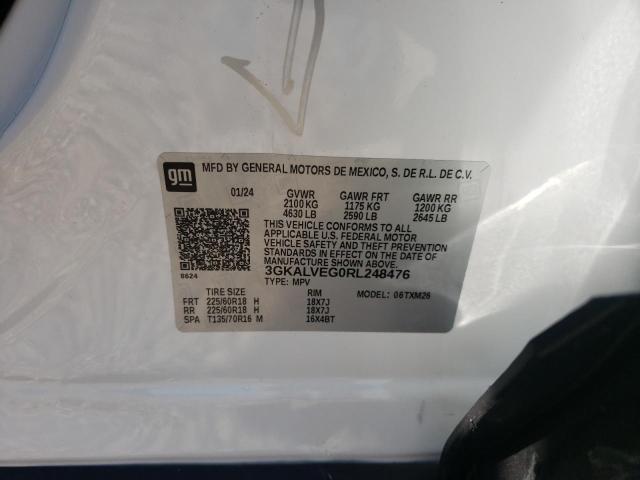 gm
MFD BY GENERAL MOTORS DE MEXICO, S. DE R.L. DE C.V.
01/24 GVWR GAWR FRT GAWR RR
2100 KG 1175 KG 1200 KG
4630 LB 2590 LB 2645 LB
THIS VEHICLE CONFORMS TO ALL APPLICABLE
U.S. FEDERAL MOTOR
VEHICLE SAFETY, BUMPER, AND THEFT PREVENTION
STANDARDS IN EFFECT ON THE DATE OF
MANUFACTURE SHOWN ABOVE.
3GKALVEG0RL248476
8624
TYPE: MPV MODEL: 06TXM26
TIRE SIZE RIM
FRT 225/60R18 H 18X7J
RR 225/60R18 H 18X7J
SPA T135/70R16 M 16X4BT